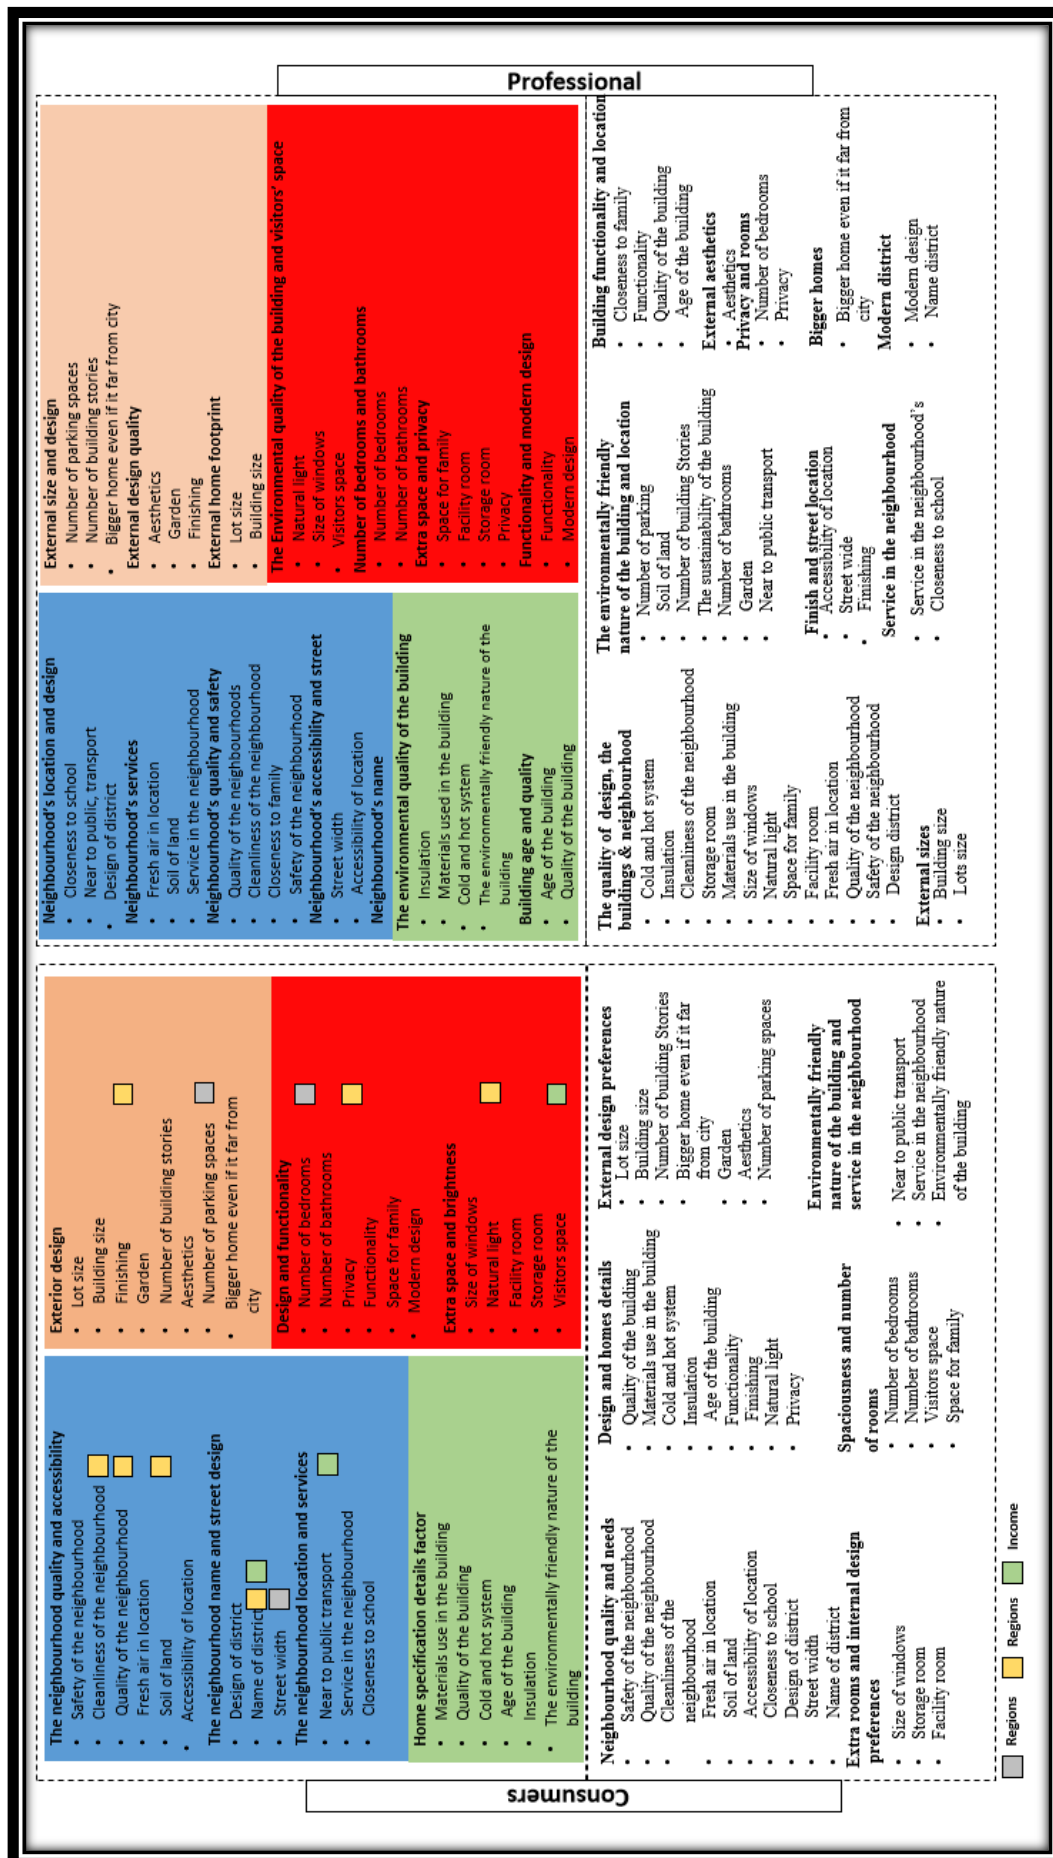 Consumers
The neighbourhood quality and accessibility
• Safety of the neighbourhood
• Cleanliness of the neighbourhood
• Quality of the neighbourhood
• Fresh air in location
• Soil of land
• Accessibility of location
The neighbourhood name and street design
• Design of district
• Name of district
• Street width
The neighbourhood location and services
• Near to public transport
• Service in the neighbourhood
• Closeness to school
Home specification details factor
• Materials use in the building
• Quality of the building
• Cold and hot system
• Age of the building
• Insulation
• The environmentally friendly nature of the
building
Exterior design
• Lot size
• Building size
• Finishing
• Garden
• Number of building stories
• Aesthetics
• Number of parking spaces
• Bigger home even if it far from
city
Design and functionality
• Number of bedrooms
• Number of bathrooms
• Privacy
• Functionality
• Space for family
• Modern design
Extra space and brightness
• Size of windows
• Natural light
• Facility room
• Storage room
• Visitors space
Neighbourhood quality and needs
• Safety of the neighbourhood
• Quality of the neighbourhood
• Cleanliness of the
neighbourhood
• Fresh air in location
• Soil of land
• Accessibility of location
• Closeness to school
• Design of district
• Street width
• Name of district
Extra rooms and internal design
preferences
• Size of windows
• Storage room
• Facility room
Design and homes details
• Quality of the building
• Materials use in the building
• Cold and hot system
• Insulation
• Age of the building
• Functionality
• Finishing
• Natural light
• Privacy
Spaciousness and number
of rooms
• Number of bedrooms
• Number of bathrooms
• Visitors space
• Space for family
External design preferences
• Lot size
• Building size
• Number of building Stories
• Bigger home even if it far
from city
• Garden
• Aesthetics
• Number of parking spaces
Environmentally friendly
nature of the building and
service in the neighbourhood
• Near to public transport
• Service in the neighbourhood
• Environmentally friendly nature
of the building
Professional
Neighbourhood's location and design
• Closeness to school
• Near to public, transport
• Design of district
Neighbourhood's services
• Fresh air in location
• Soil of land
• Service in the neighbourhood
Neighbourhood's quality and safety
• Quality of the neighbourhoods
• Cleanliness of the neighbourhood
• Closeness to family
• Safety of the neighbourhood
Neighbourhood's accessibility and street
• Street width
• Accessibility of location
Neighbourhood's name
The environmental quality of the building
• Insulation
• Materials used in the building
• Cold and hot system
• The environmentally friendly nature of the
building
Building age and quality
• Age of the building
• Quality of the building
External size and design
• Number of parking spaces
• Number of building stories
• Bigger home even if it far from city
External design quality
• Aesthetics
• Garden
• Finishing
External home footprint
• Lot size
• Building size
The Environmental quality of the building and visitors' space
• Natural light
• Size of windows
• Visitors space
Number of bedrooms and bathrooms
• Number of bedrooms
• Number of bathrooms
Extra space and privacy
• Space for family
• Facility room
• Storage room
• Privacy
Functionality and modern design
• Functionality
• Modern design
The quality of design, the
buildings & neighbourhood
• Cold and hot system
• Insulation
• Cleanliness of the neighbourhood
• Storage room
• Materials use in the building
• Size of windows
• Natural light
• Space for family
• Facility room
• Fresh air in location
• Quality of the neighbourhood
• Safety of the neighbourhood
• Design district
External sizes
• Building size
• Lots size
The environmentally friendly
nature of the building and location
• Number of parking
• Soil of land
• Number of building Stories
• The sustainability of the building
• Number of bathrooms
• Garden
• Near to public transport
Finish and street location
• Accessibility of location
• Street wide
• Finishing
Service in the neighbourhood
• Service in the neighbourhood's
• Closeness to school
Building functionality and location
• Closeness to family
• Functionality
• Quality of the building
• Age of the building
External aesthetics
• Aesthetics
Privacy and rooms
• Number of bedrooms
• Privacy
Bigger homes
• Bigger home even if it far from
city
Modern district
• Modern design
• Name district
Regions
Regions
Income